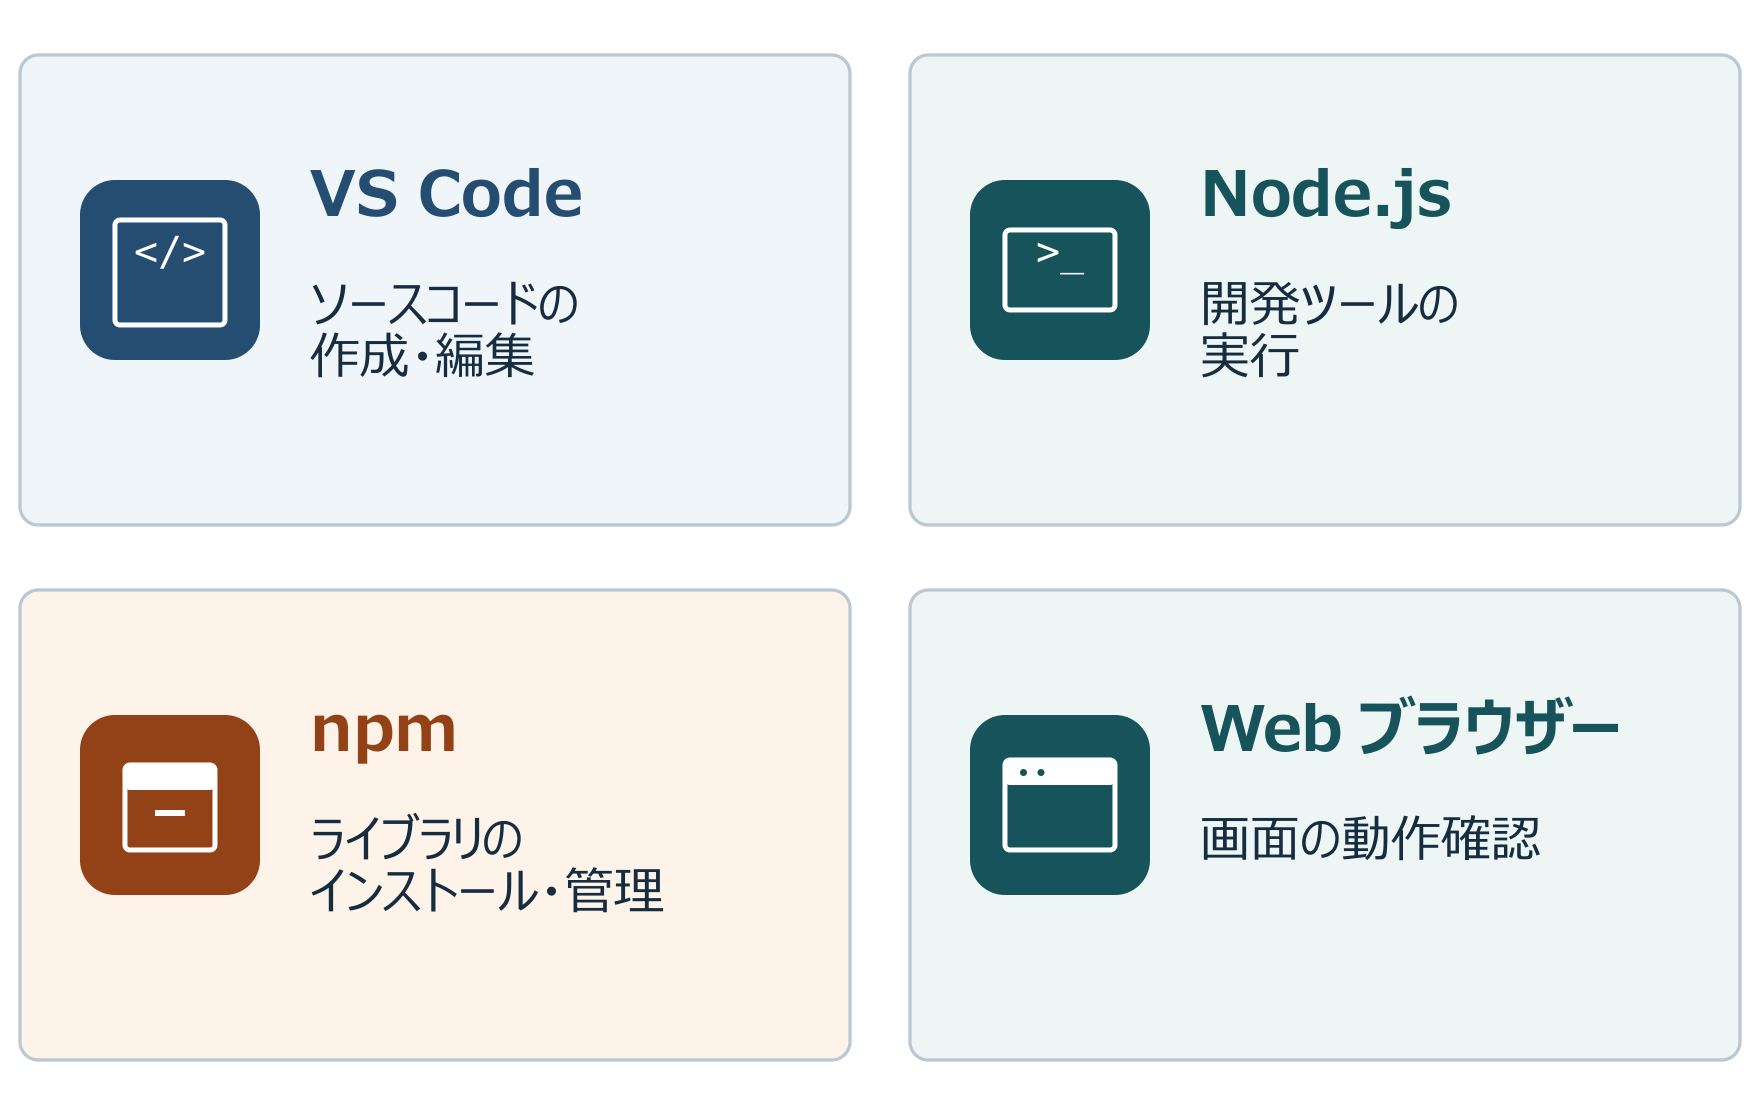 </>
VS Code
ソースコードの
作成・編集
>_
Node.js
開発ツールの
実行
npm
ライブラリの
インストール・管理
Web ブラウザー
画面の動作確認